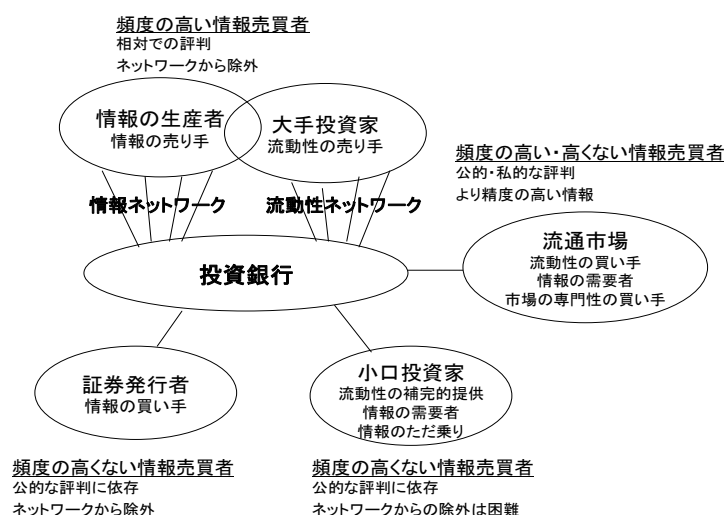 頻度の高い情報売買者
相対での評判
ネットワークから除外
情報の生産者
情報の売り手
大手投資家
流動性の売り手
頻度の高い・高くない情報売買者
公的・私的な評判
より精度の高い情報
情報ネットワーク
流動性ネットワーク
流通市場
流動性の買い手
情報の需要者
市場の専門性の買い手
投資銀行
証券発行者
情報の買い手
小口投資家
流動性の補完的提供
情報の需要者
情報のただ乗り
頻度の高くない情報売買者
公的な評判に依存
ネットワークから除外
頻度の高くない情報売買者
公的な評判に依存
ネットワークからの除外は困難